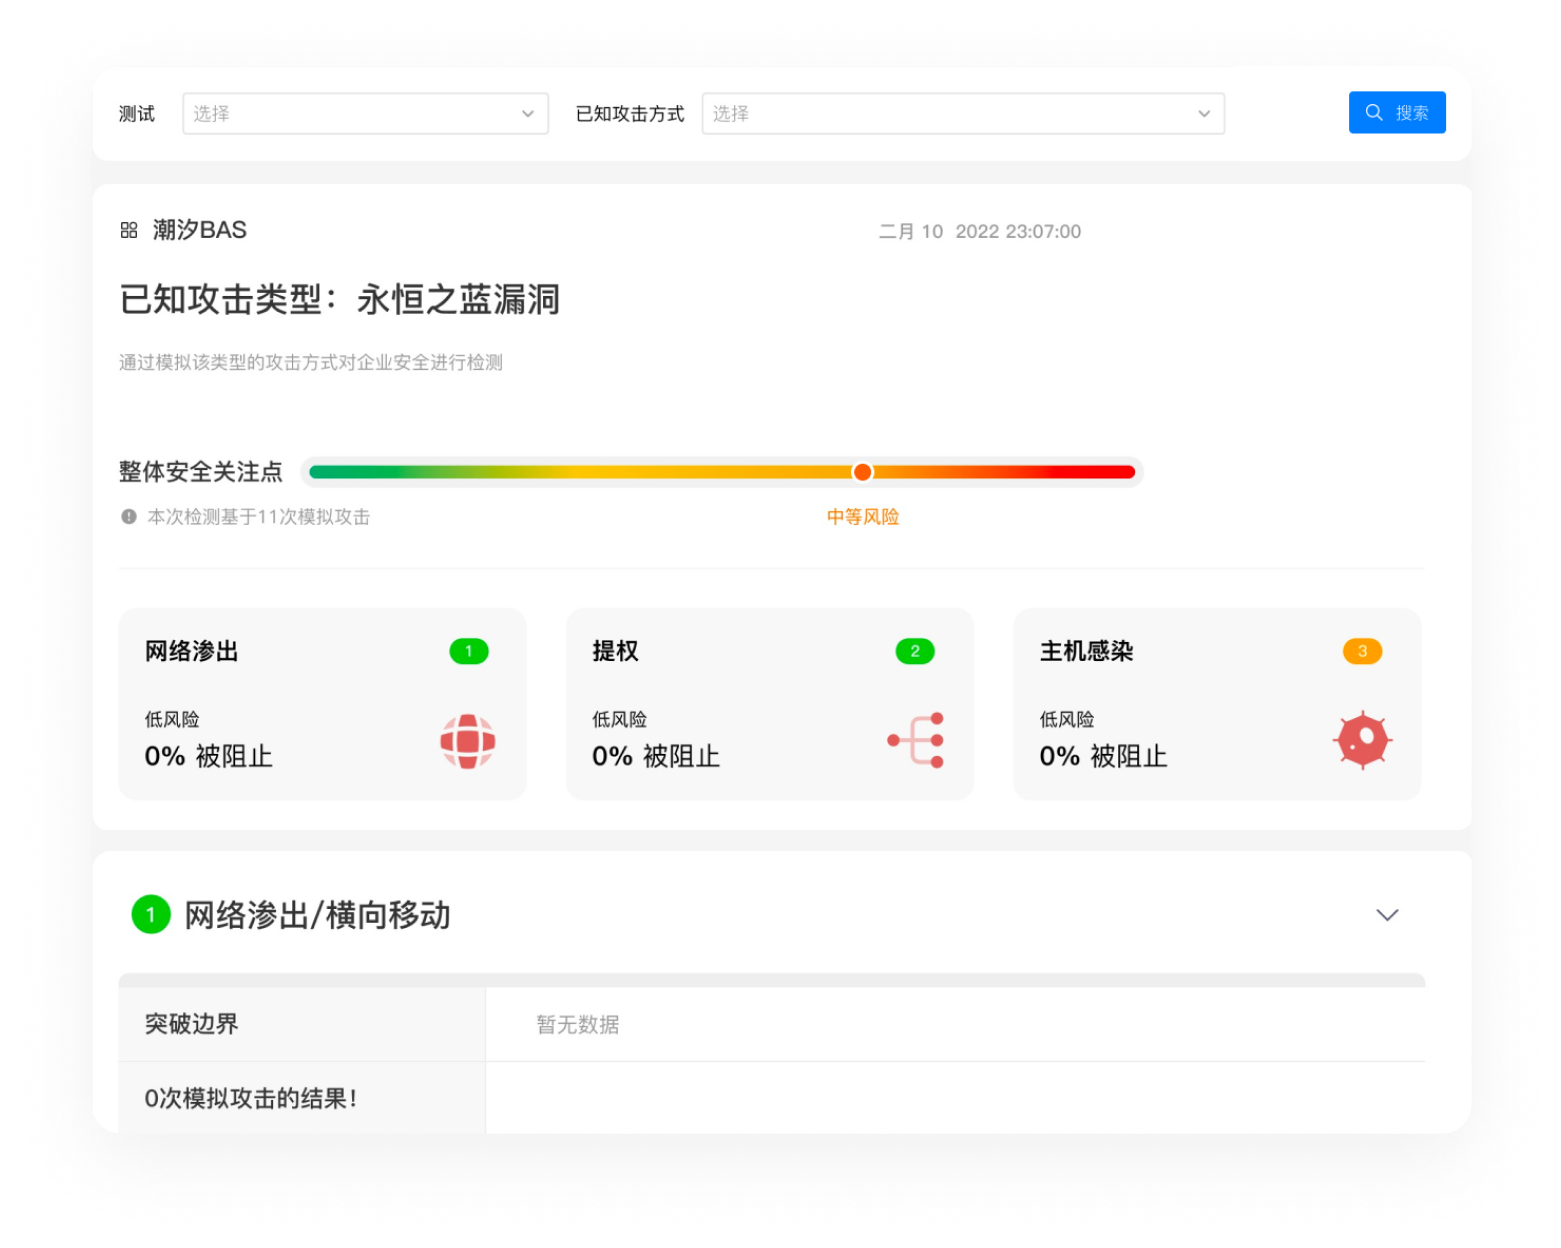 测试 选择 已知攻击方式 选择 搜索
潮汐BAS 二月 10 2022 23:07:00
已知攻击类型：永恒之蓝漏洞
通过模拟该类型的攻击方式对企业安全进行检测
整体安全关注点
本次检测基于11次模拟攻击 中等风险
网络渗出 1 提权 2 主机感染 3
低风险 低风险 低风险
0% 被阻止 0% 被阻止 0% 被阻止
1 网络渗出/横向移动
突破边界 暂无数据
0次模拟攻击的结果！